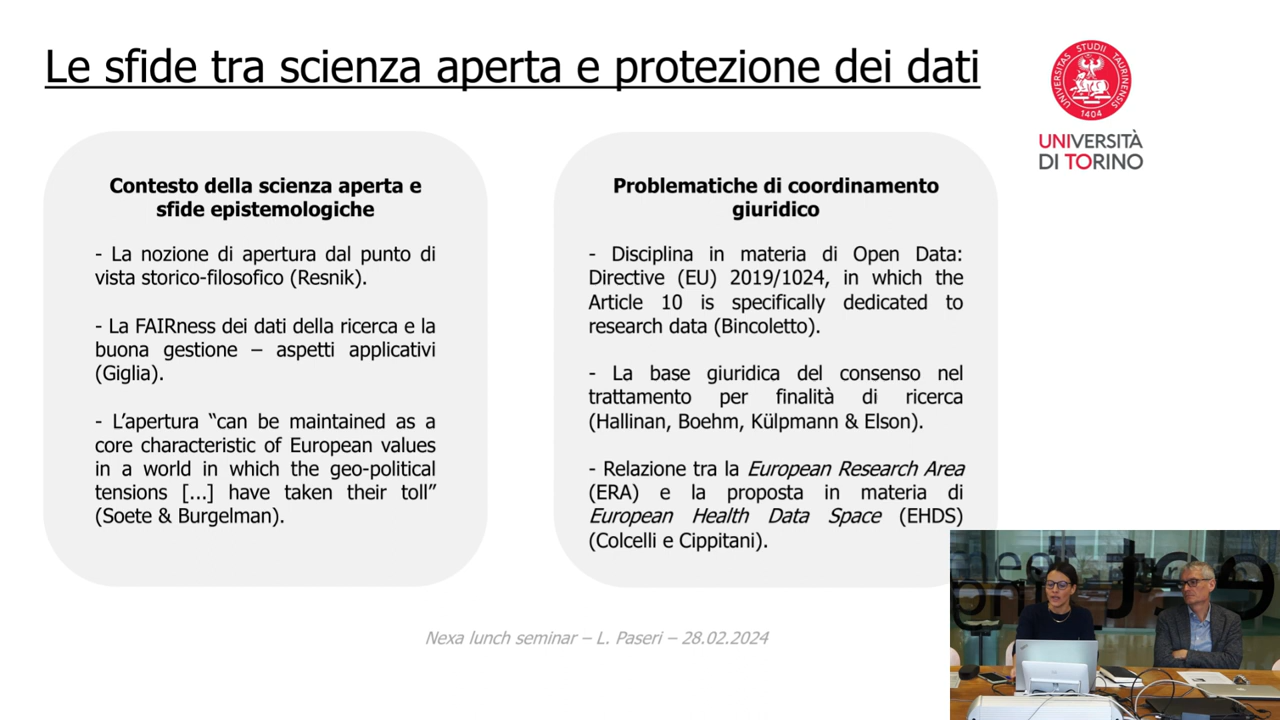 Le sfide tra scienza aperta e protezione dei dati
UNIVERSITAS STUDII TAURINENSIS
1404
UNIVERSITÀ
DI TORINO
Contesto della scienza aperta e
sfide epistemologiche
- La nozione di apertura dal punto di
vista storico-filosofico (Resnik).
- La FAIRness dei dati della ricerca e la
buona gestione – aspetti applicativi
(Giglia).
- L’apertura “can be maintained as a
core characteristic of European values
in a world in which the geo-political
tensions [...] have taken their toll”
(Soete & Burgelman).
Problematiche di coordinamento
giuridico
- Disciplina in materia di Open Data:
Directive (EU) 2019/1024, in which the
Article 10 is specifically dedicated to
research data (Bincoletto).
- La base giuridica del consenso nel
trattamento per finalità di ricerca
(Hallinan, Boehm, Külpmann & Elson).
- Relazione tra la European Research Area
(ERA) e la proposta in materia di
European Health Data Space (EHDS)
(Colcelli e Cippitani).
Nexa lunch seminar – L. Paseri – 28.02.2024